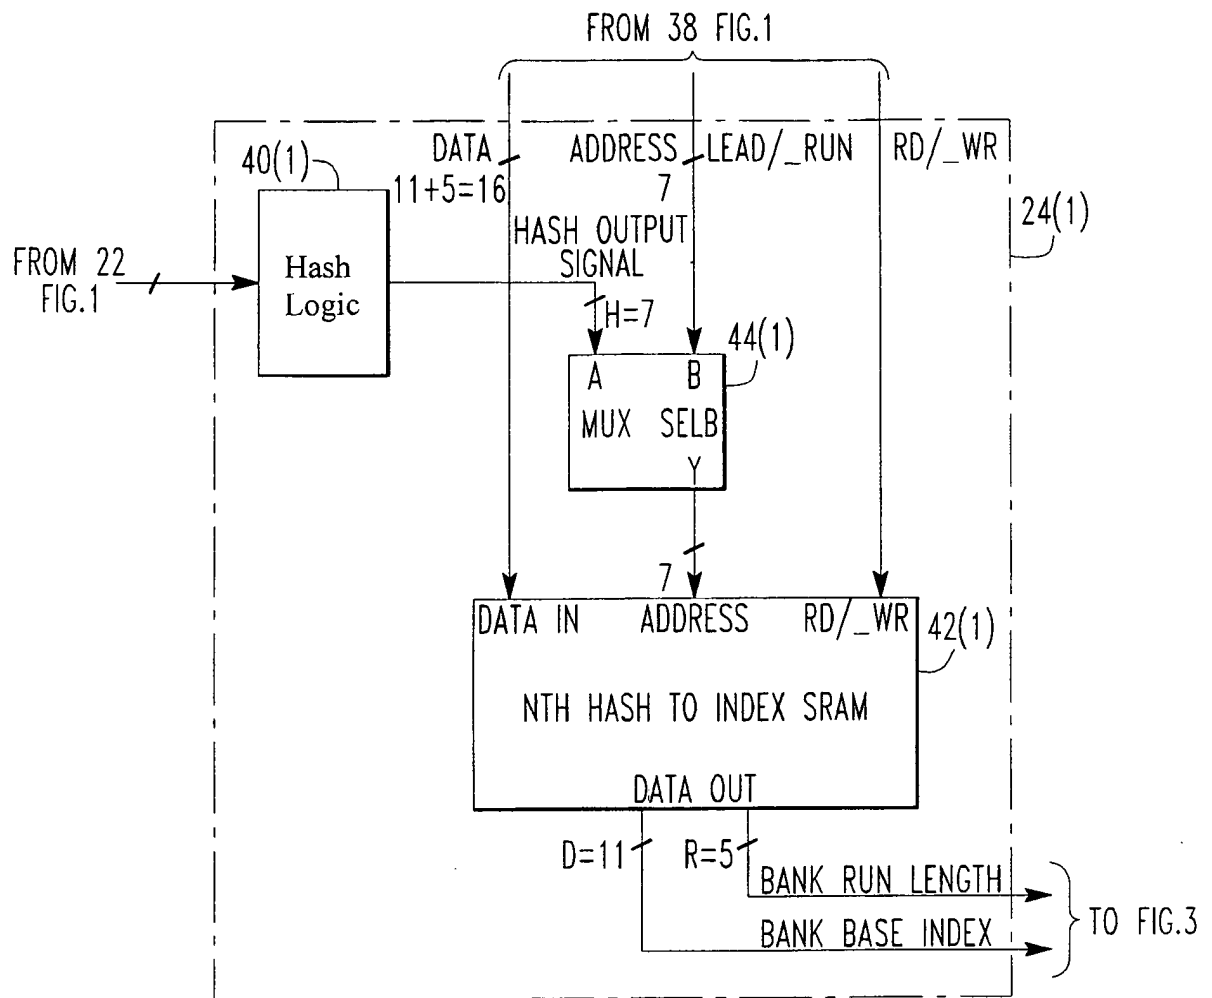 FROM 38 FIG.1
DATA
11+5=16
ADDRESS
7
LEAD/_RUN
RD/_WR
40(1)
24(1)
HASH OUTPUT
SIGNAL
FROM 22
FIG.1
Hash
Logic
H=7
44(1)
A B
MUX SELB
Y
7
DATA IN ADDRESS RD/_WR
42(1)
NTH HASH TO INDEX SRAM
DATA OUT
D=11
R=5
BANK RUN LENGTH
BANK BASE INDEX
TO FIG.3